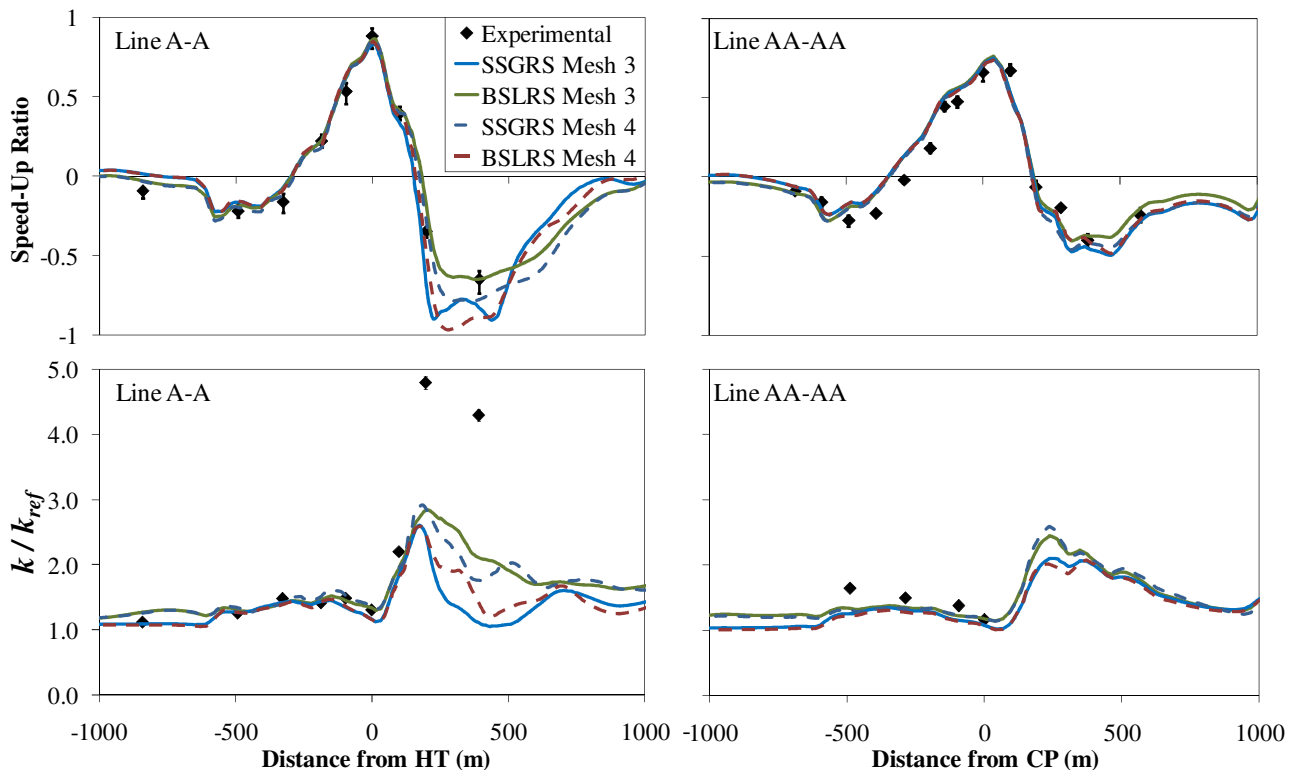 Line A-A
Experimental
SSGRS Mesh 3
BSLRS Mesh 3
SSGRS Mesh 4
BSLRS Mesh 4
Speed-Up Ratio
1
0.5
0
-0.5
-1
Line AA-AA
Line A-A
k / kref
5.0
4.0
3.0
2.0
1.0
0.0
-1000
-500
0
500
1000
Distance from HT (m)
Line AA-AA
-1000
-500
0
500
1000
Distance from CP (m)